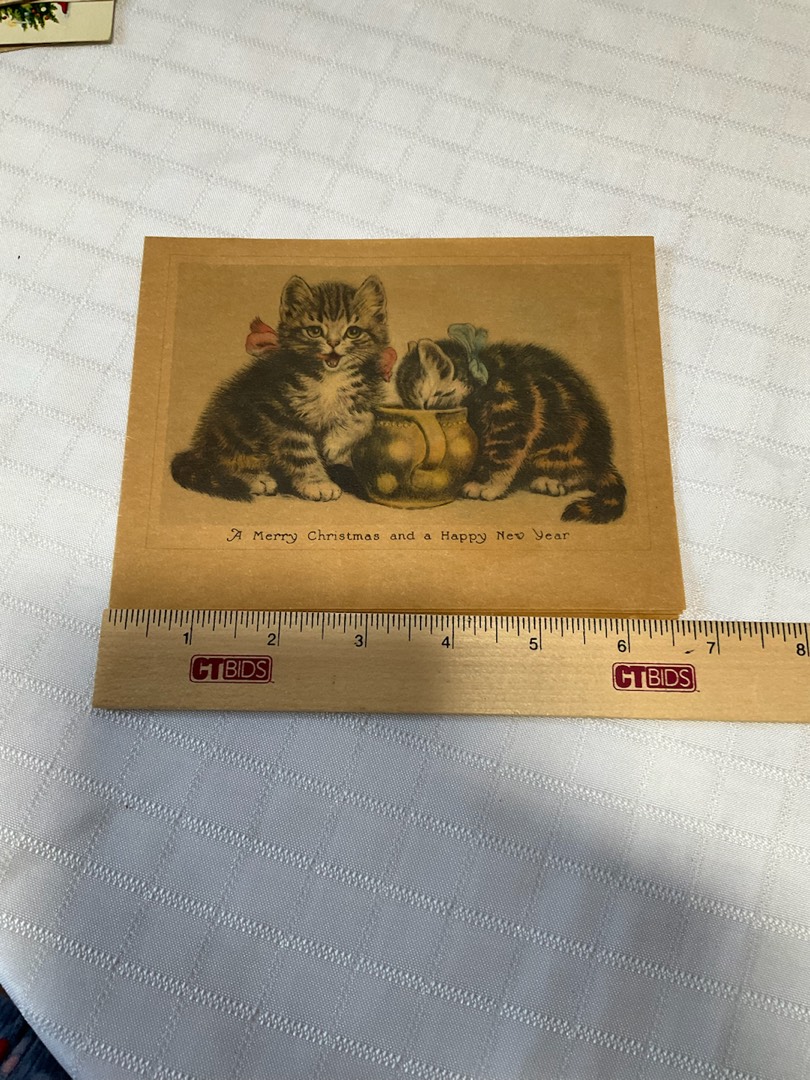 A Merry Christmas and a Happy New Year
1 2 3 4 5 6 7 8
CTBIDS CTBIDS